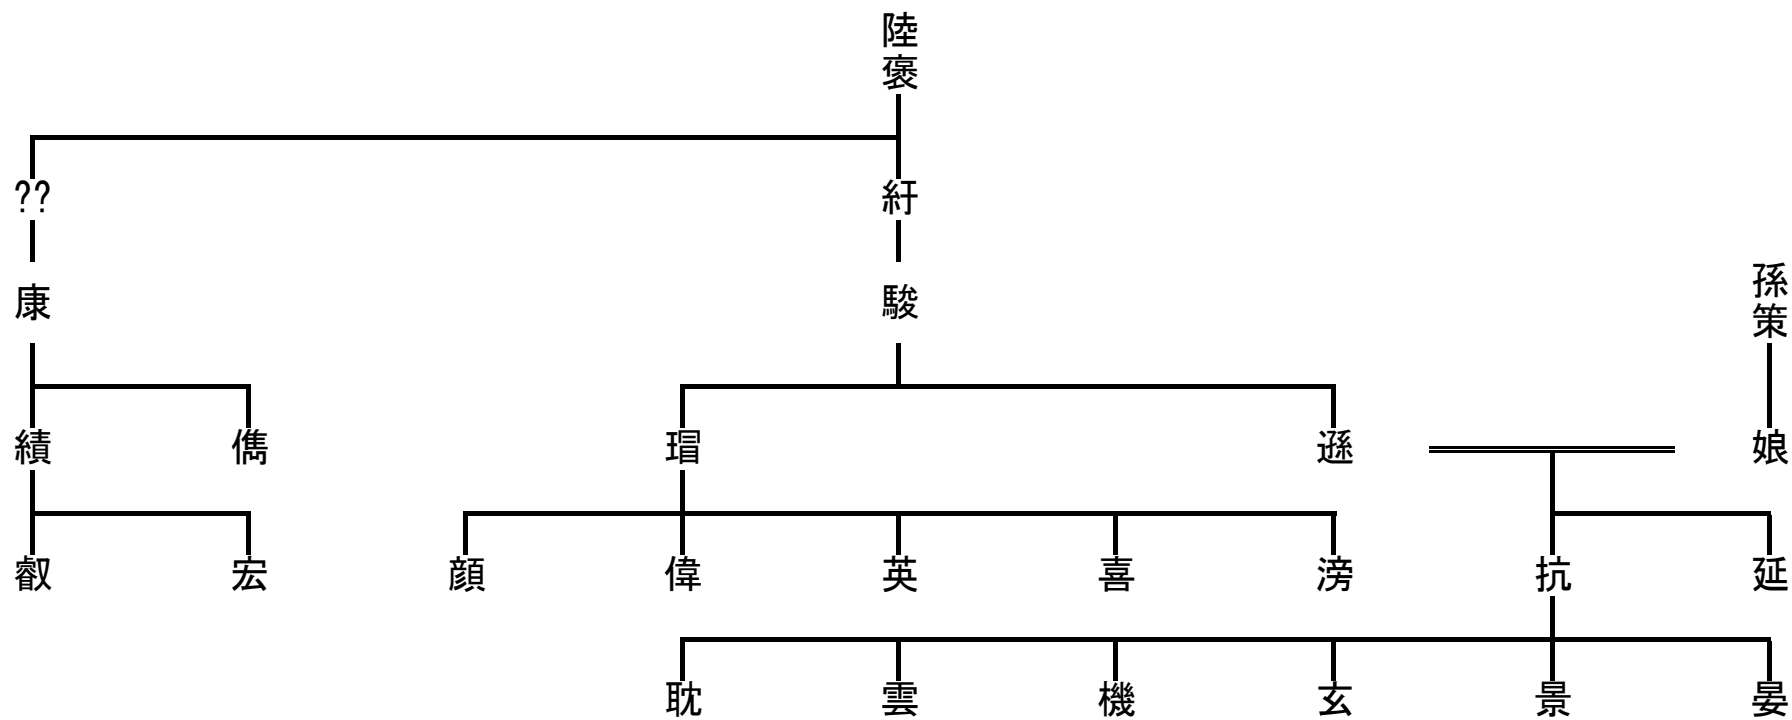 陸褒
?? 紆
康 駿 孫策
績 儁 瑁 遜 娘
叡 宏 顔 偉 英 喜 滂 抗 延
耽 雲 機 玄 景 晏